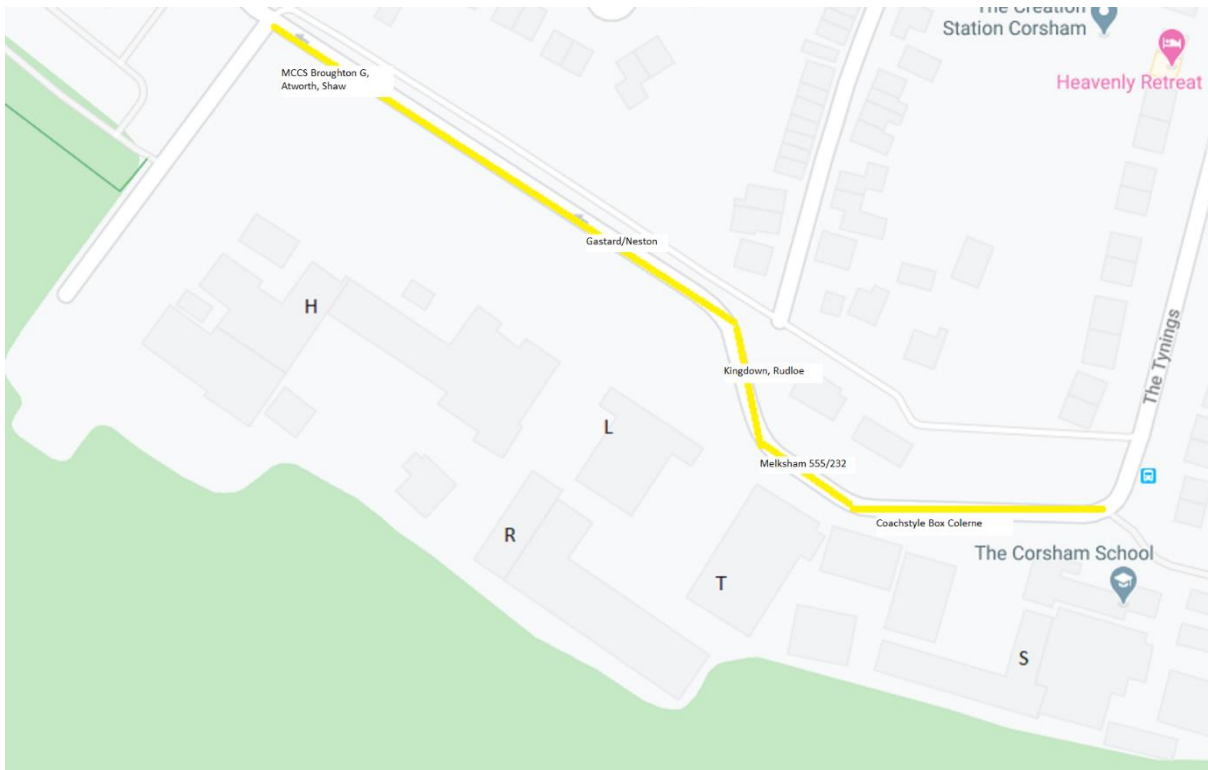 The Creation
Station Corsham
Heavenly Retreat
MCCS Broughton G,
Atworth, Shaw
Gastard/Neston
H
The Tynings
Kingdown, Rudloe
L
Melksham 555/232
Coachstyle Box Colerne
R
The Corsham School
T
S